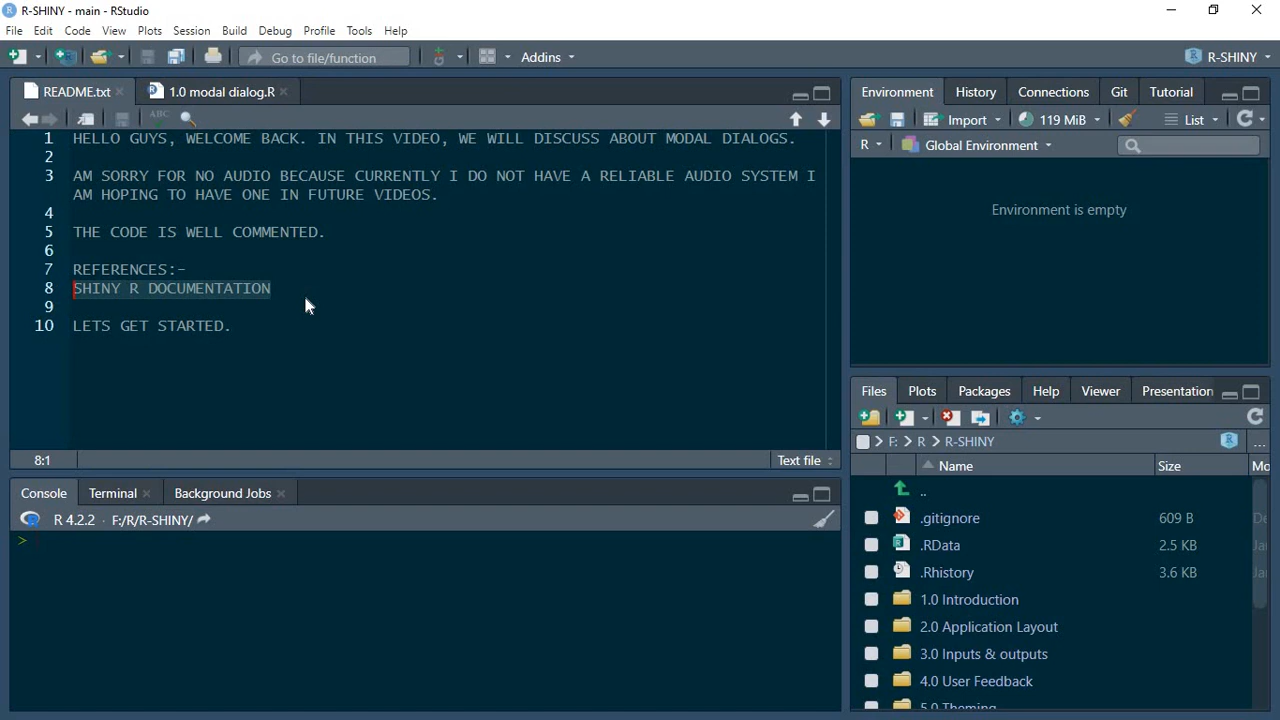 R-SHINY - main - RStudio
File Edit Code View Plots Session Build Debug Profile Tools Help
Go to file/function Addins R-SHINY
README.txt 1.0 modal dialog.R
ABC
1 HELLO GUYS, WELCOME BACK. IN THIS VIDEO, WE WILL DISCUSS ABOUT MODAL DIALOGS.
2
3 AM SORRY FOR NO AUDIO BECAUSE CURRENTLY I DO NOT HAVE A RELIABLE AUDIO SYSTEM I
AM HOPING TO HAVE ONE IN FUTURE VIDEOS.
4
5 THE CODE IS WELL COMMENTED.
6
7 REFERENCES:-
8 SHINY R DOCUMENTATION
9
10 LETS GET STARTED.
8:1 Text file
Console Terminal Background Jobs
R 4.2.2 · F:/R/R-SHINY/
>
Environment History Connections Git Tutorial
Import 119 MiB List
R Global Environment
Environment is empty
Files Plots Packages Help Viewer Presentation
F: R R-SHINY ...
Name Size Mo
..
.gitignore 609 B
.RData 2.5 KB
.Rhistory 3.6 KB
1.0 Introduction
2.0 Application Layout
3.0 Inputs & outputs
4.0 User Feedback
5.0 Theming